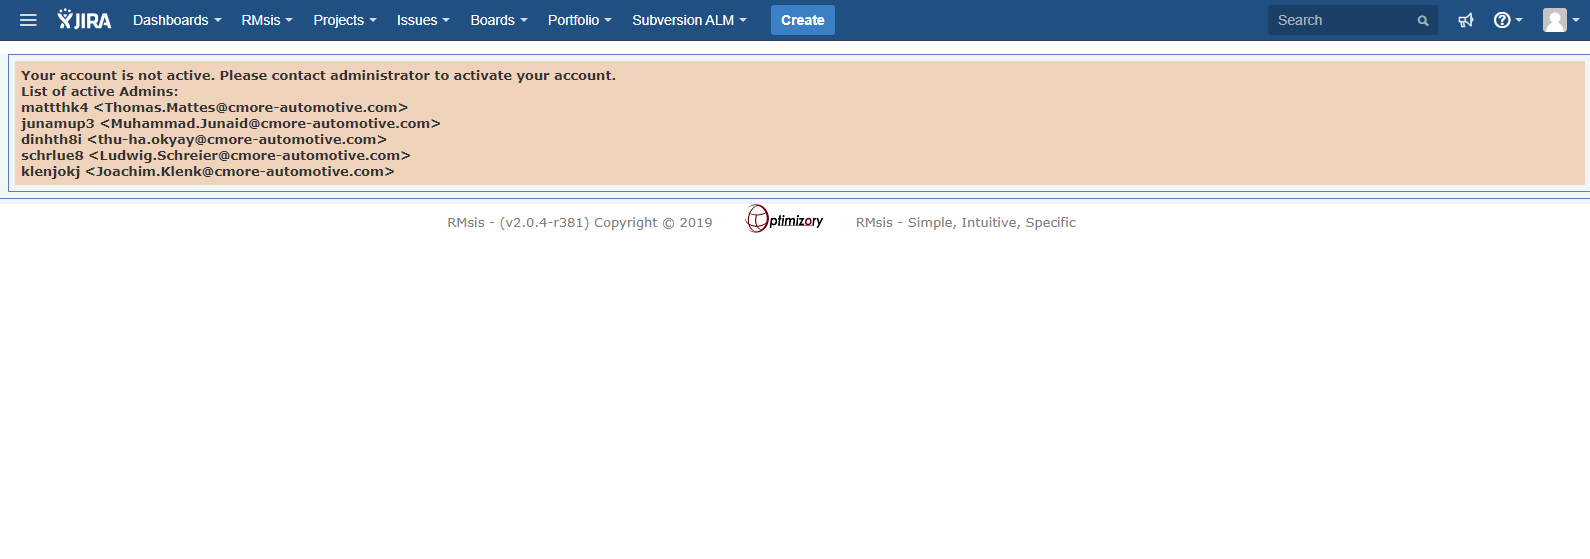 JIRA Dashboards RMsis Projects Issues Boards Portfolio Subversion ALM Create Search
Your account is not active. Please contact administrator to activate your account.
List of active Admins:
mattthk4 <Thomas.Mattes@cmore-automotive.com>
junamup3 <Muhammad.Junaid@cmore-automotive.com>
dinhth8i <thu-ha.okyay@cmore-automotive.com>
schrlue8 <Ludwig.Schreier@cmore-automotive.com>
klenjokj <Joachim.Klenk@cmore-automotive.com>
RMsis - (v2.0.4-r381) Copyright © 2019 Optimizory RMsis - Simple, Intuitive, Specific